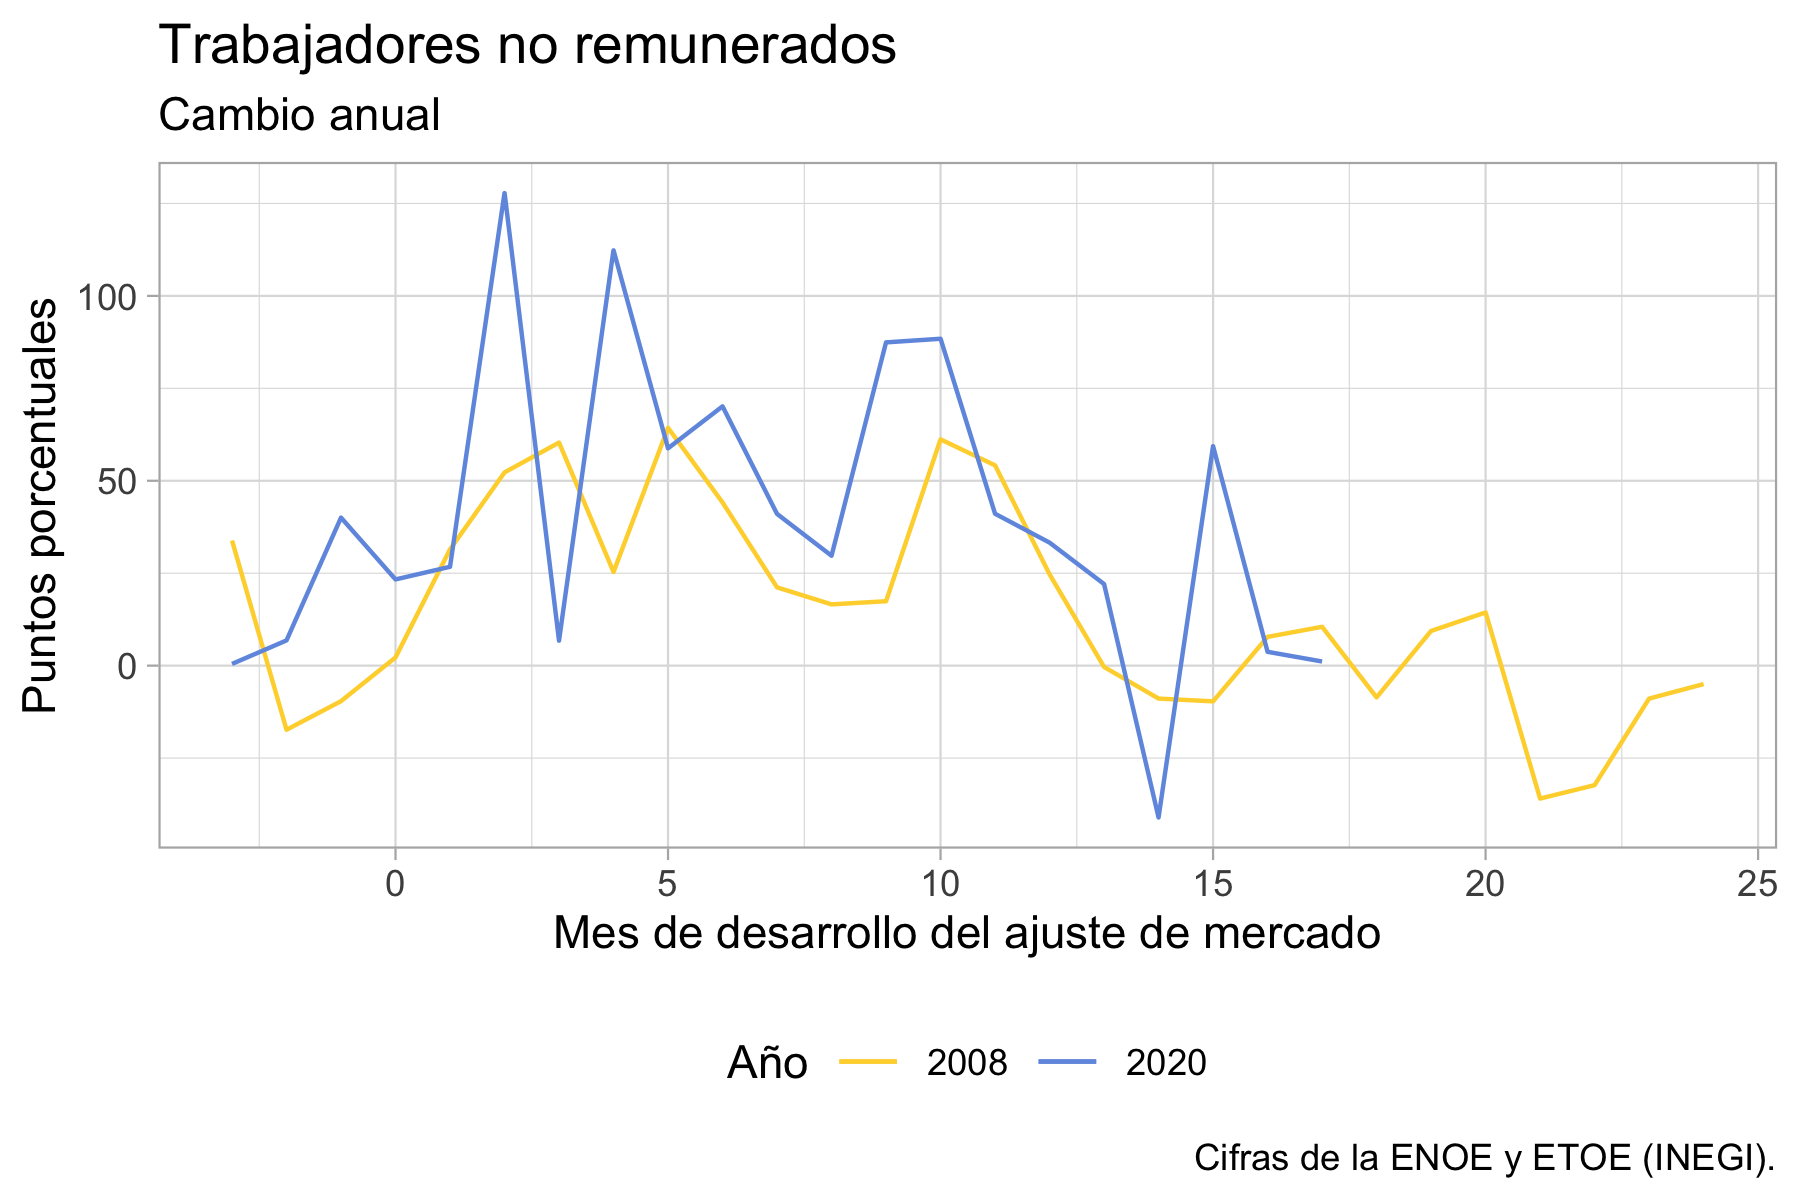 Trabajadores no remunerados
Cambio anual
Puntos porcentuales
100
50
0
0 5 10 15 20 25
Mes de desarrollo del ajuste de mercado
Año 2008 2020
Cifras de la ENOE y ETOE (INEGI).